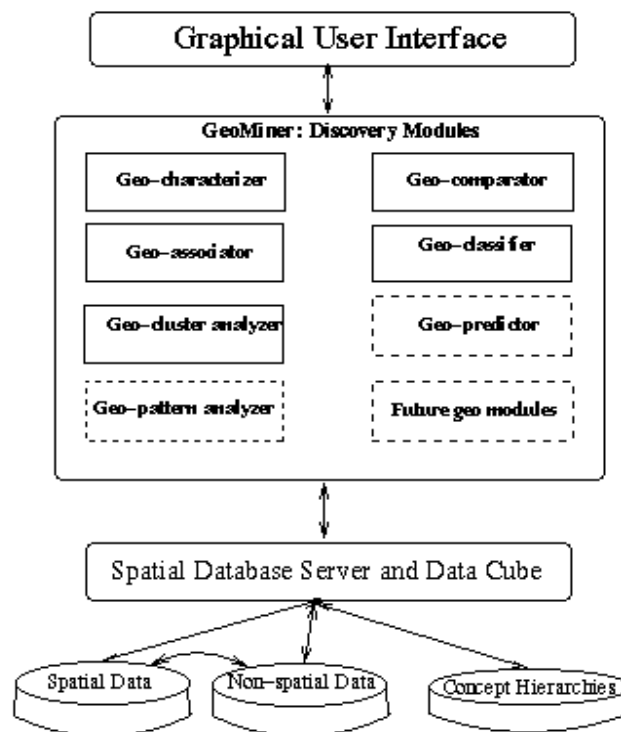 Graphical User Interface
GeoMiner: Discovery Modules
Geo-characterizer
Geo-comparator
Geo-associator
Geo-classifer
Geo-cluster analyzer
Geo-predictor
Geo-pattern analyzer
Future geo modules
Spatial Database Server and Data Cube
Spatial Data
Non-spatial Data
Concept Hierarchies